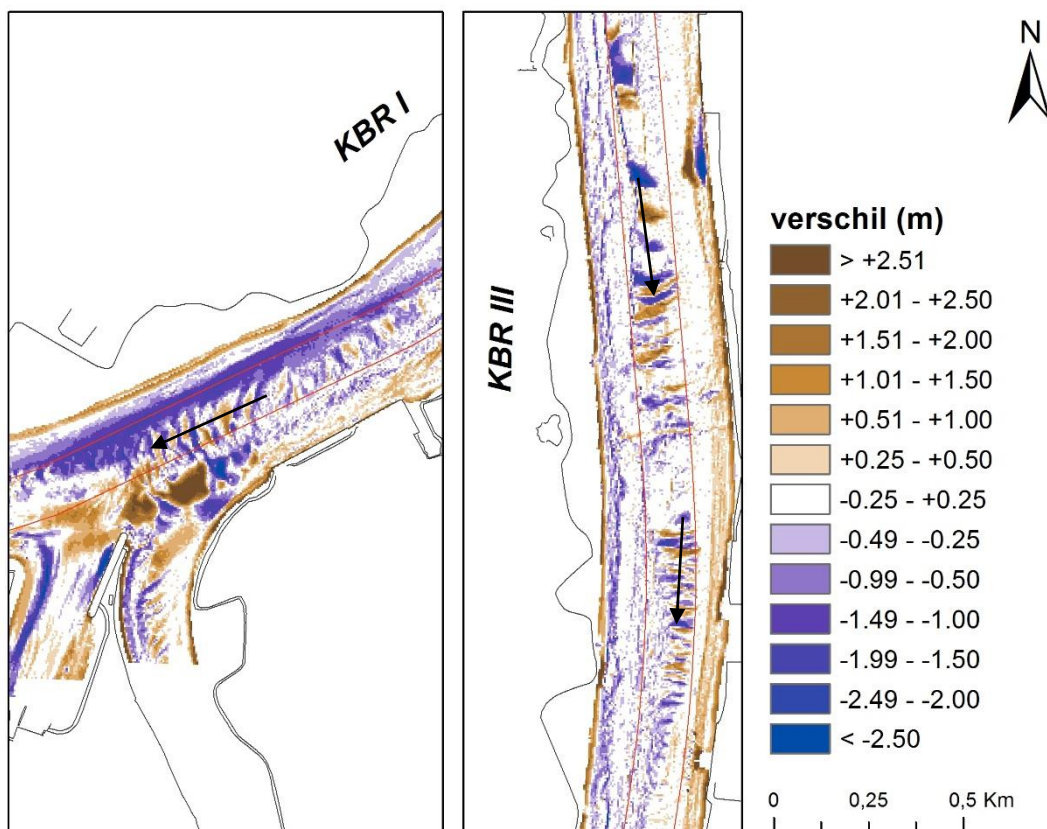 KBR I
KBR III
N
verschil (m)
> +2.51
+2.01 - +2.50
+1.51 - +2.00
+1.01 - +1.50
+0.51 - +1.00
+0.25 - +0.50
-0.25 - +0.25
-0.49 - -0.25
-0.99 - -0.50
-1.49 - -1.00
-1.99 - -1.50
-2.49 - -2.00
< -2.50
0 0,25 0,5 Km